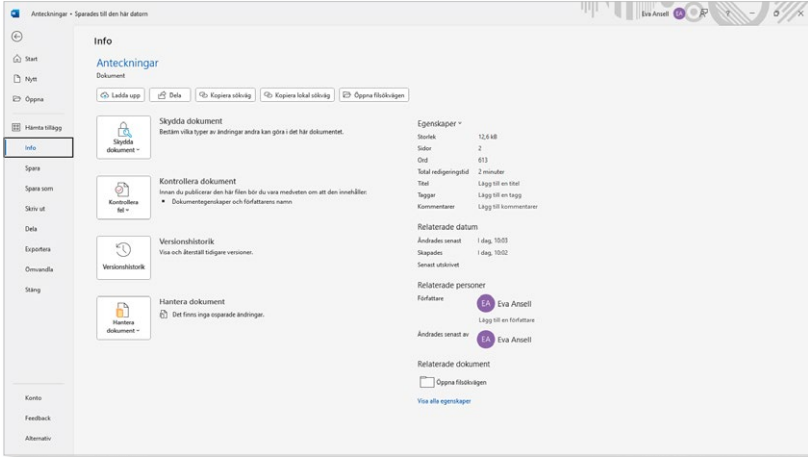 Anteckningar • Sparades till den här datorn
Eva Ansell EA
Start
Nytt
Öppna
Hämta tillägg
Info
Spara
Spara som
Skriv ut
Dela
Exportera
Omvandla
Stäng
Konto
Feedback
Alternativ
Info
Anteckningar
Dokument
Ladda upp Dela Kopiera sökväg Kopiera lokal sökväg Öppna filsökvägen
Skydda dokument
Bestäm vilka typer av ändringar andra kan göra i det här dokumentet.
Skydda
dokument
Kontrollera dokument
Innan du publicerar den här filen bör du vara medveten om att den innehåller:
Dokumentegenskaper och författarens namn
Kontrollera
fel
Versionshistorik
Visa och återställ tidigare versioner.
Versionshistorik
Hantera dokument
Det finns inga osparade ändringar.
Hantera
dokument
Egenskaper
Storlek 12,6 kB
Sidor 2
Ord 613
Total redigeringstid 2 minuter
Titel Lägg till en titel
Taggar Lägg till en tagg
Kommentarer Lägg till kommentarer
Relaterade datum
Ändrades senast I dag, 10:03
Skapades I dag, 10:02
Senast utskrivet
Relaterade personer
Författare
EA Eva Ansell
Lägg till en författare
Ändrades senast av
EA Eva Ansell
Relaterade dokument
Öppna filsökvägen
Visa alla egenskaper